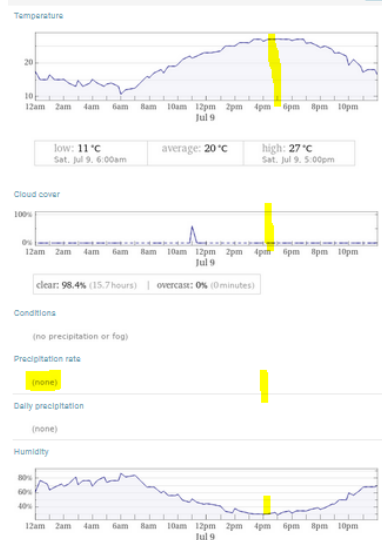 Temperature
20
10
12am 2am 4am 6am 8am 10am 12pm 2pm 4pm 6pm 8pm 10pm
Jul 9
low: 11 °C average: 20 °C high: 27 °C
Sat, Jul 9, 6:00am Sat, Jul 9, 5:00pm
Cloud cover
100%
0%
12am 2am 4am 6am 8am 10am 12pm 2pm 4pm 6pm 8pm 10pm
Jul 9
clear: 98.4% (15.7 hours) | overcast: 0% (0 minutes)
Conditions
(no precipitation or fog)
Precipitation rate
(none)
Daily precipitation
(none)
Humidity
80%
60%
40%
12am 2am 4am 6am 8am 10am 12pm 2pm 4pm 6pm 8pm 10pm
Jul 9